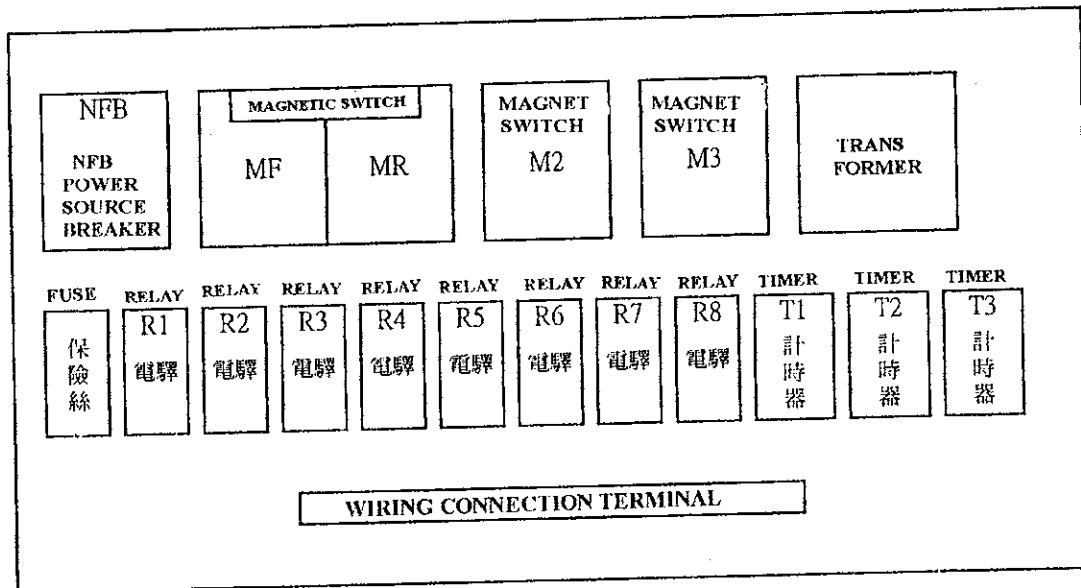 NFB
NFB
POWER
SOURCE
BREAKER
MAGNETIC SWITCH
MF
MR
MAGNET
SWITCH
M2
MAGNET
SWITCH
M3
TRANS
FORMER
FUSE
保
險
絲
RELAY
R1
電驛
RELAY
R2
電驛
RELAY
R3
電驛
RELAY
R4
電驛
RELAY
R5
電驛
RELAY
R6
電驛
RELAY
R7
電驛
RELAY
R8
電驛
TIMER
T1
計
時
器
TIMER
T2
計
時
器
TIMER
T3
計
時
器
WIRING CONNECTION TERMINAL